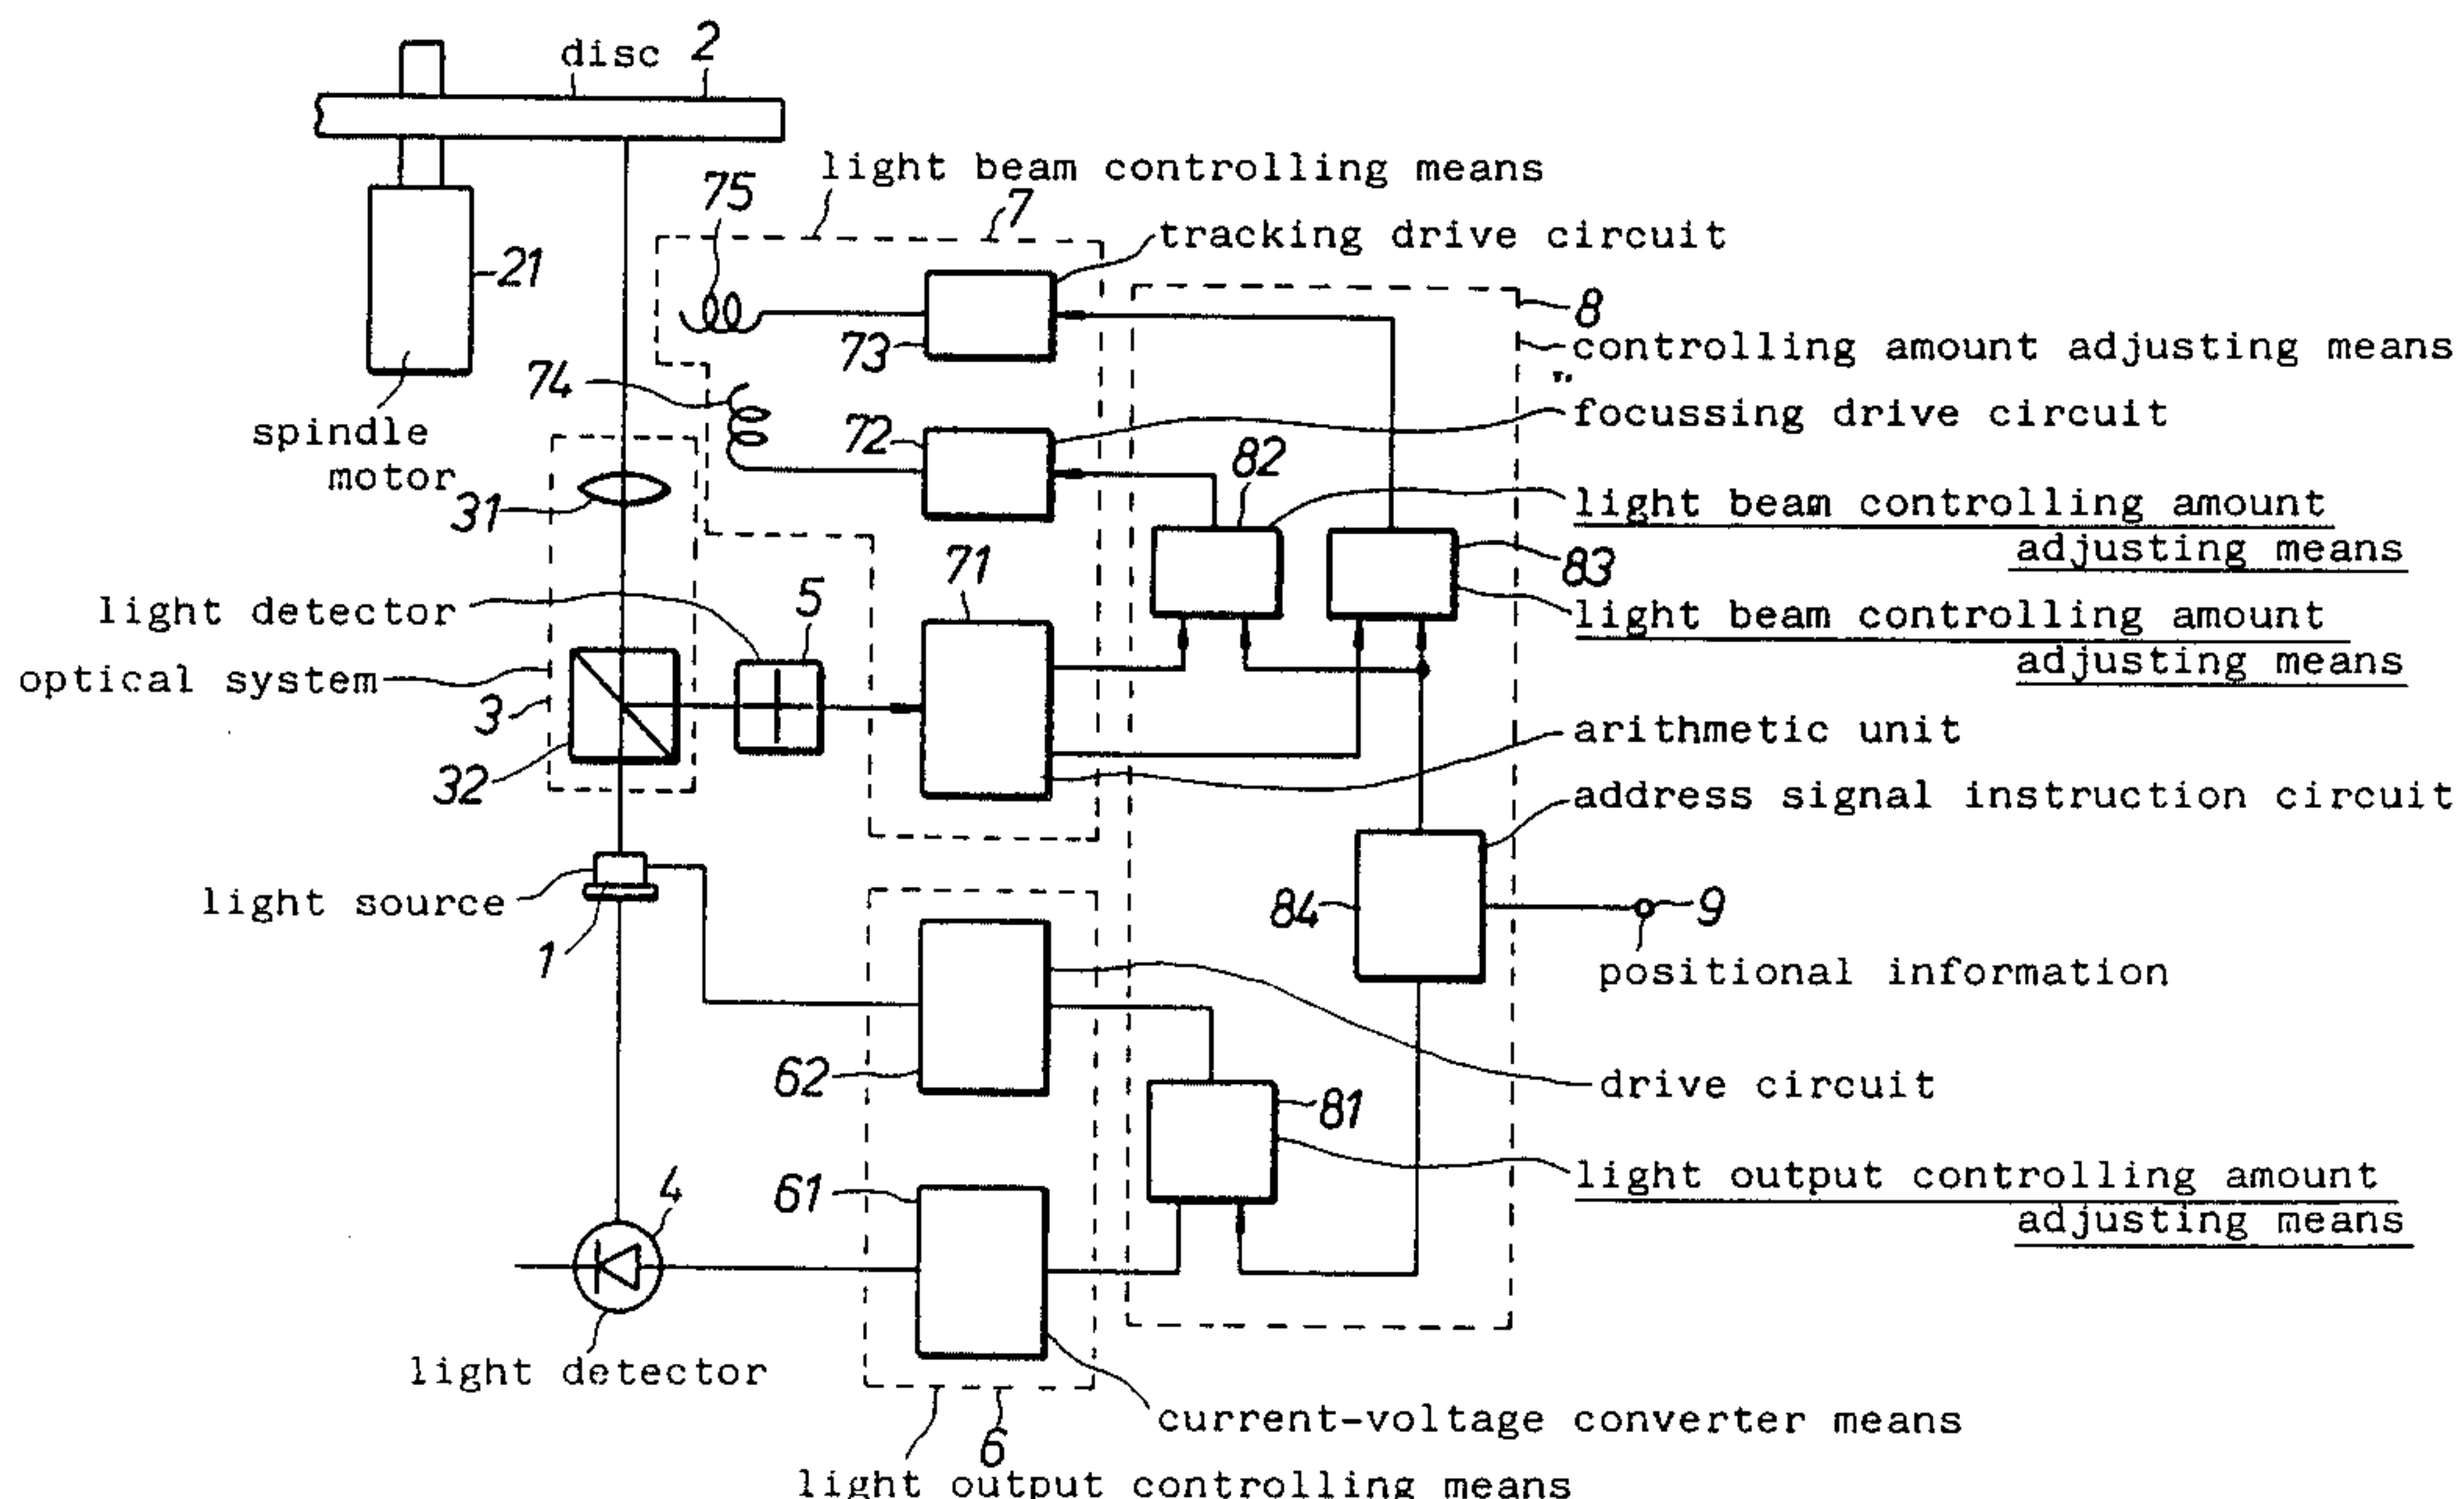 disc 2
light beam controlling means
75
7
tracking drive circuit
21
8
73
controlling amount adjusting means
74
focussing drive circuit
72
spindle
motor
82
31
light beam controlling amount
adjusting means
71
83
light detector
5
light beam controlling amount
adjusting means
optical system
3
arithmetic unit
32
address signal instruction circuit
light source
84
9
1
positional information
62
drive circuit
81
4
61
light output controlling amount
adjusting means
light detector
current-voltage converter means
6
light output controlling means